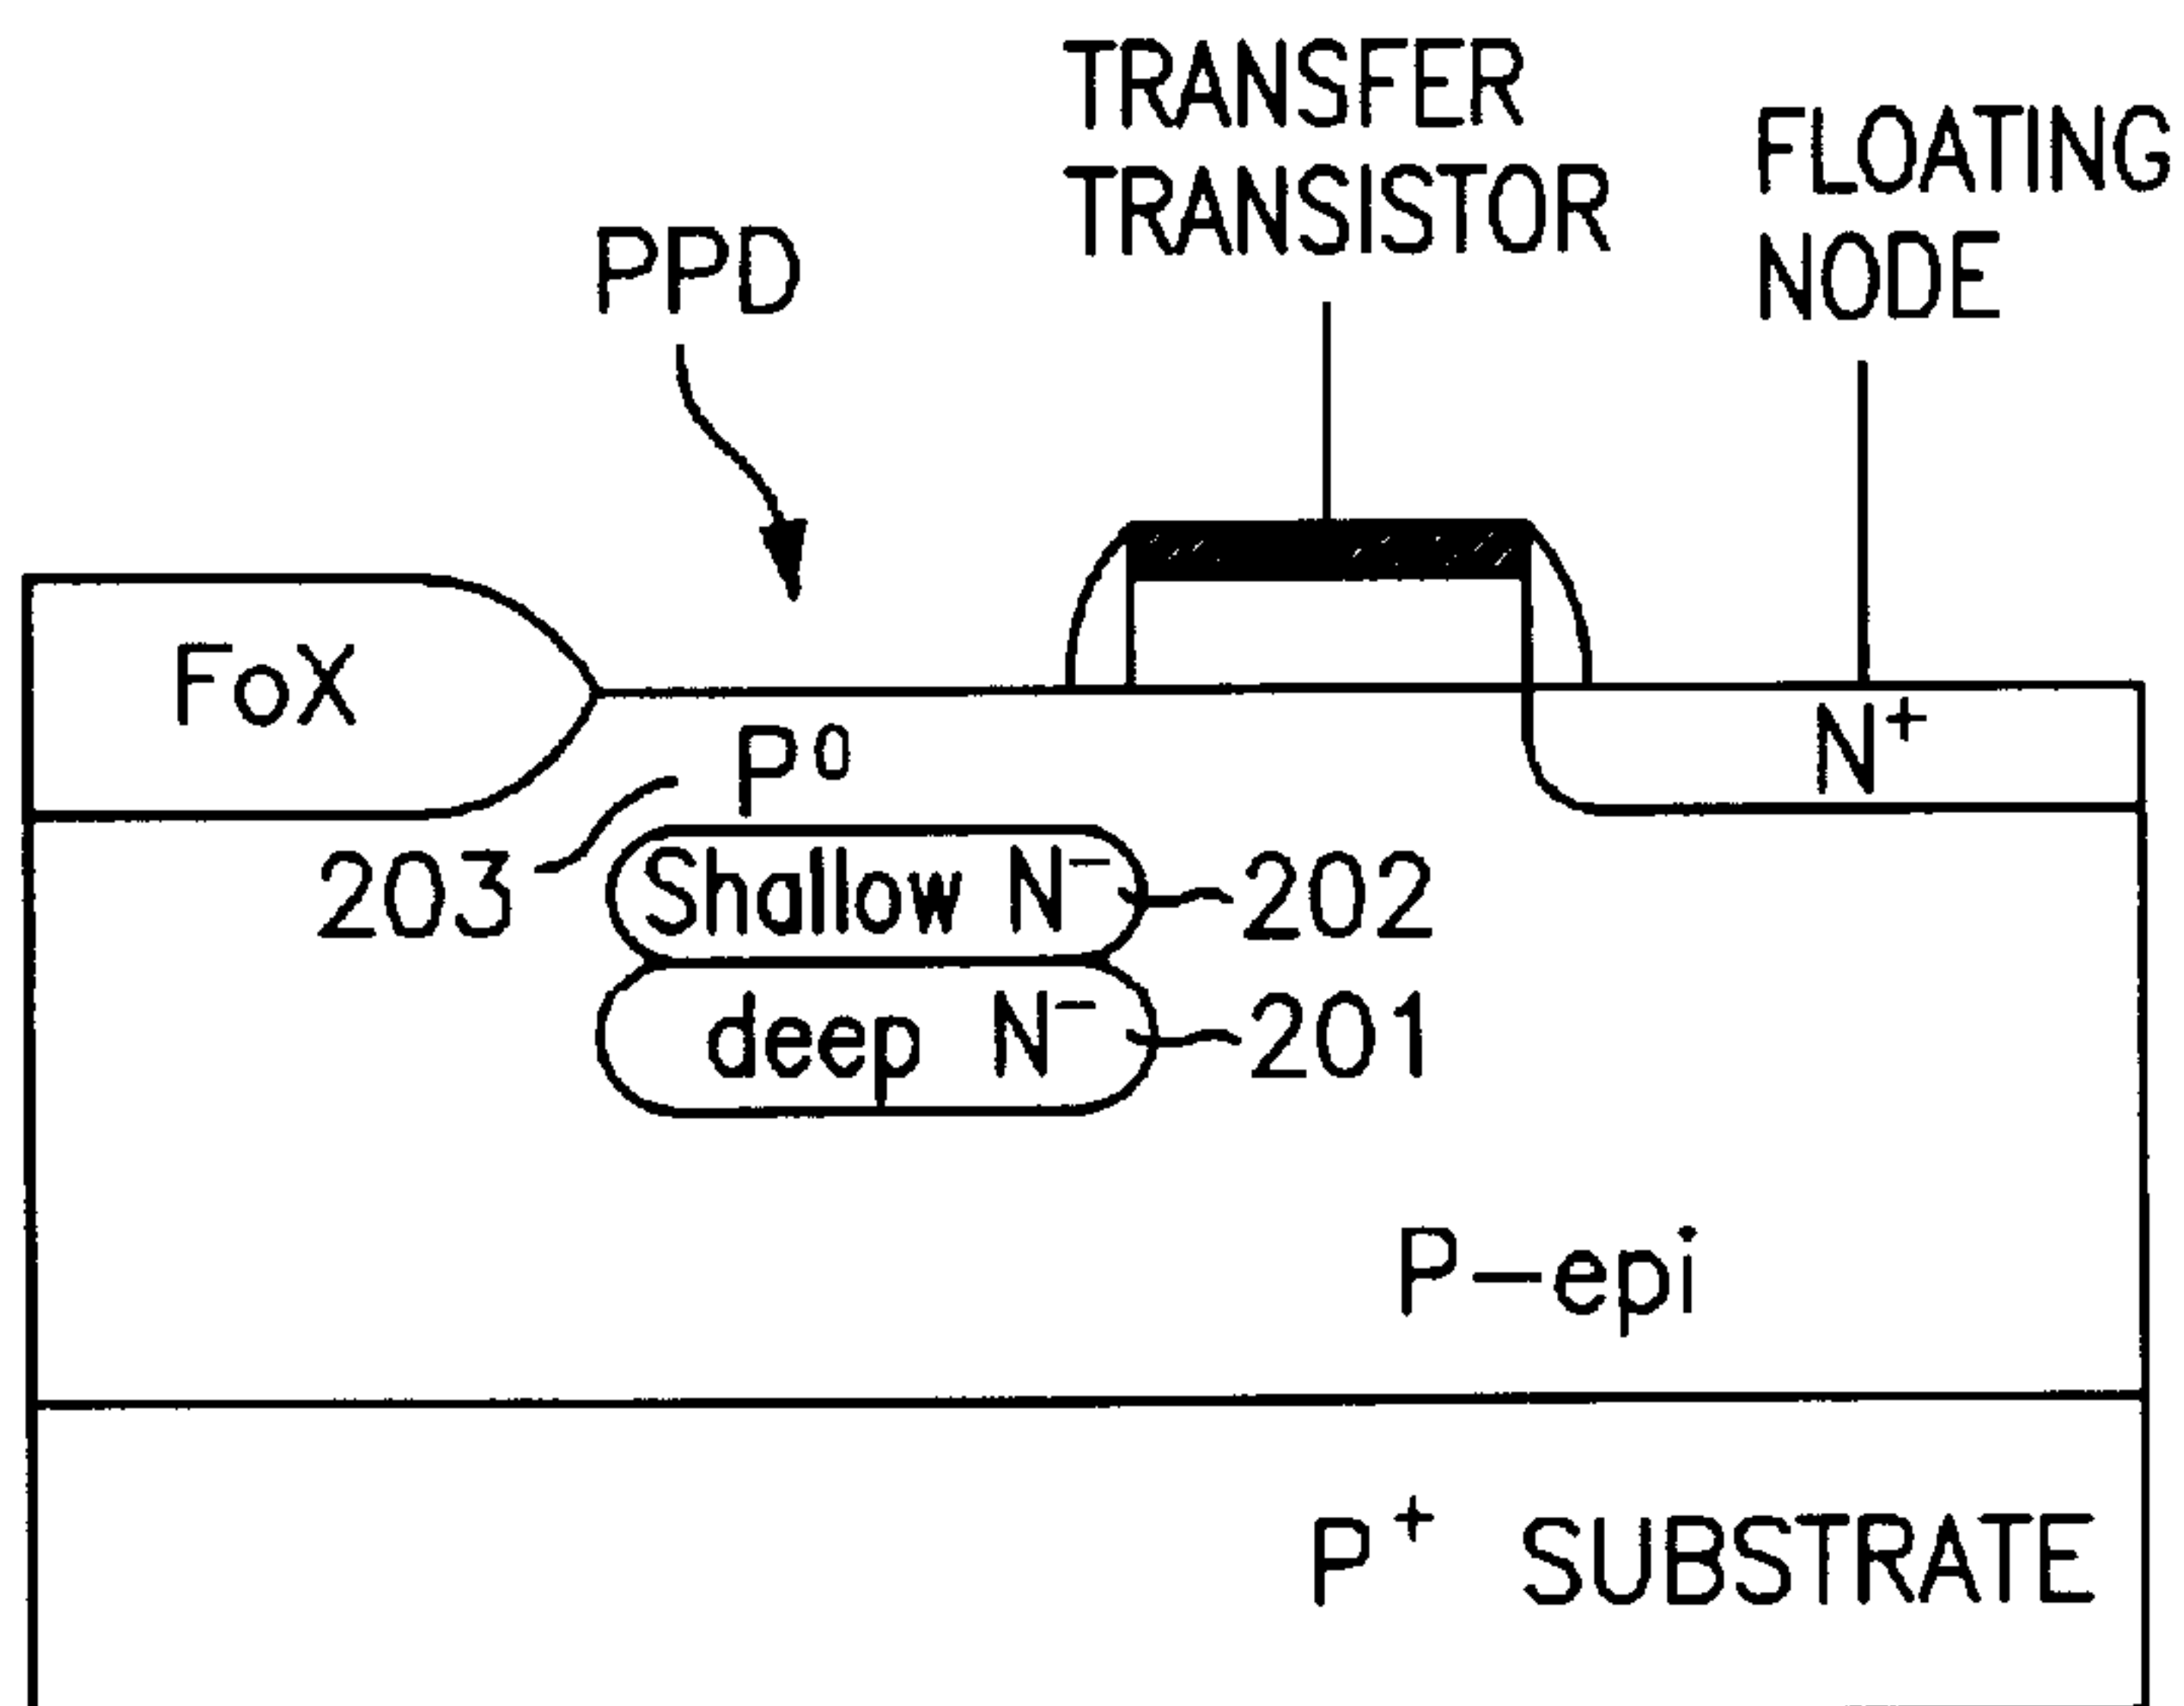 TRANSFER
TRANSISTOR
FLOATING
NODE
PPD
FoX
P⁰
N⁺
203
Shallow N⁻
202
deep N⁻
201
P-epi
P⁺ SUBSTRATE